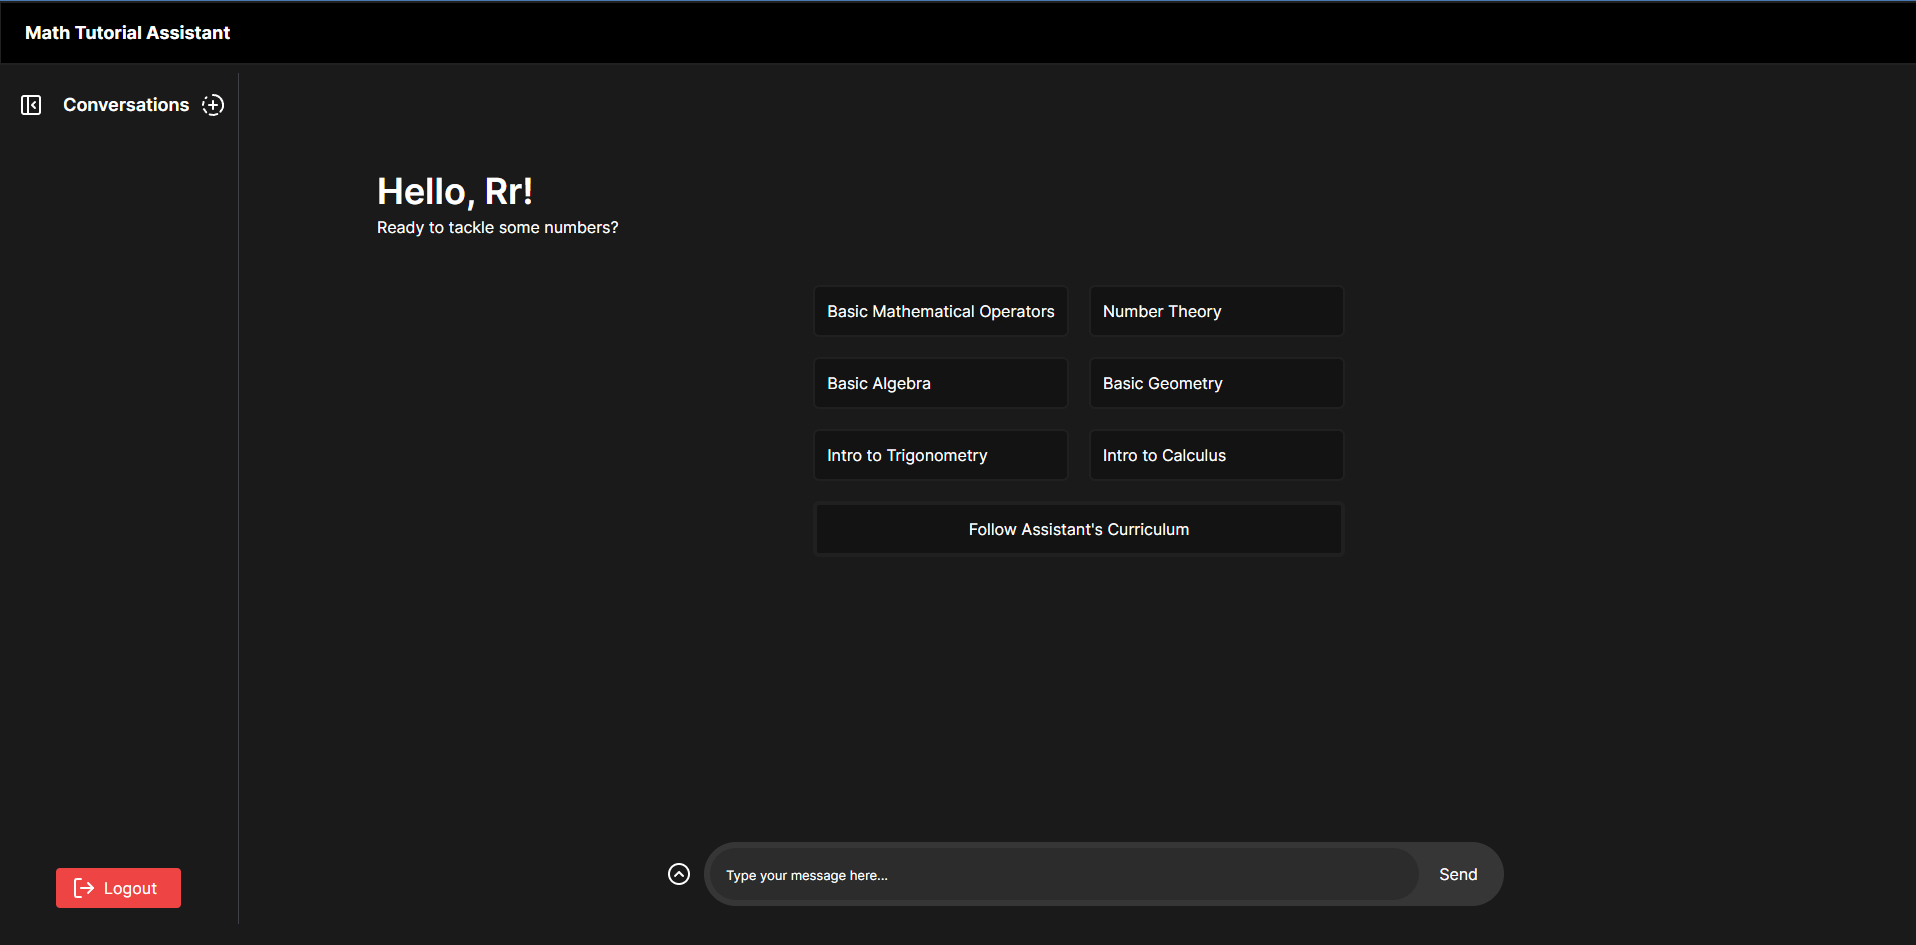 Math Tutorial Assistant
Conversations
Hello, Rr!
Ready to tackle some numbers?
Basic Mathematical Operators
Number Theory
Basic Algebra
Basic Geometry
Intro to Trigonometry
Intro to Calculus
Follow Assistant's Curriculum
Type your message here...
Send
Logout